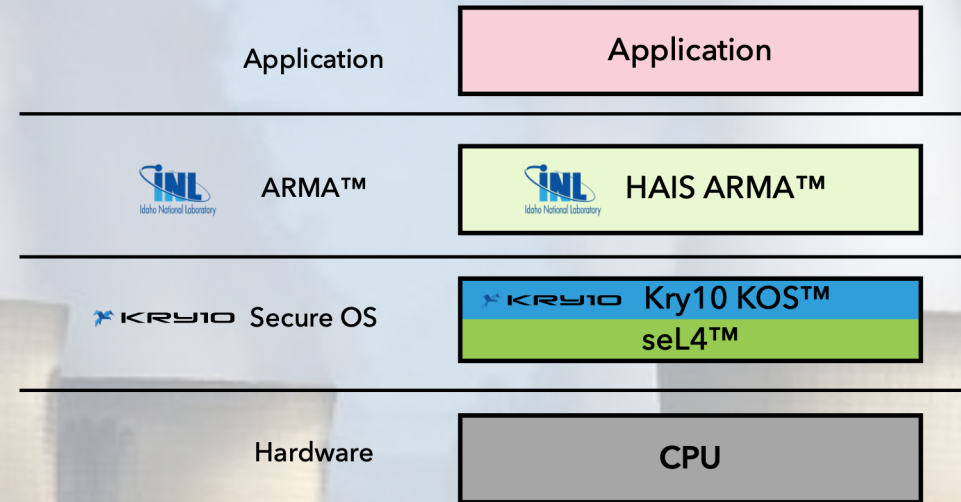 Application
Application
INL
Idaho National Laboratory
ARMA™
INL
Idaho National Laboratory
HAIS ARMA™
KRY10
Secure OS
KRY10
Kry10 KOS™
seL4™
Hardware
CPU